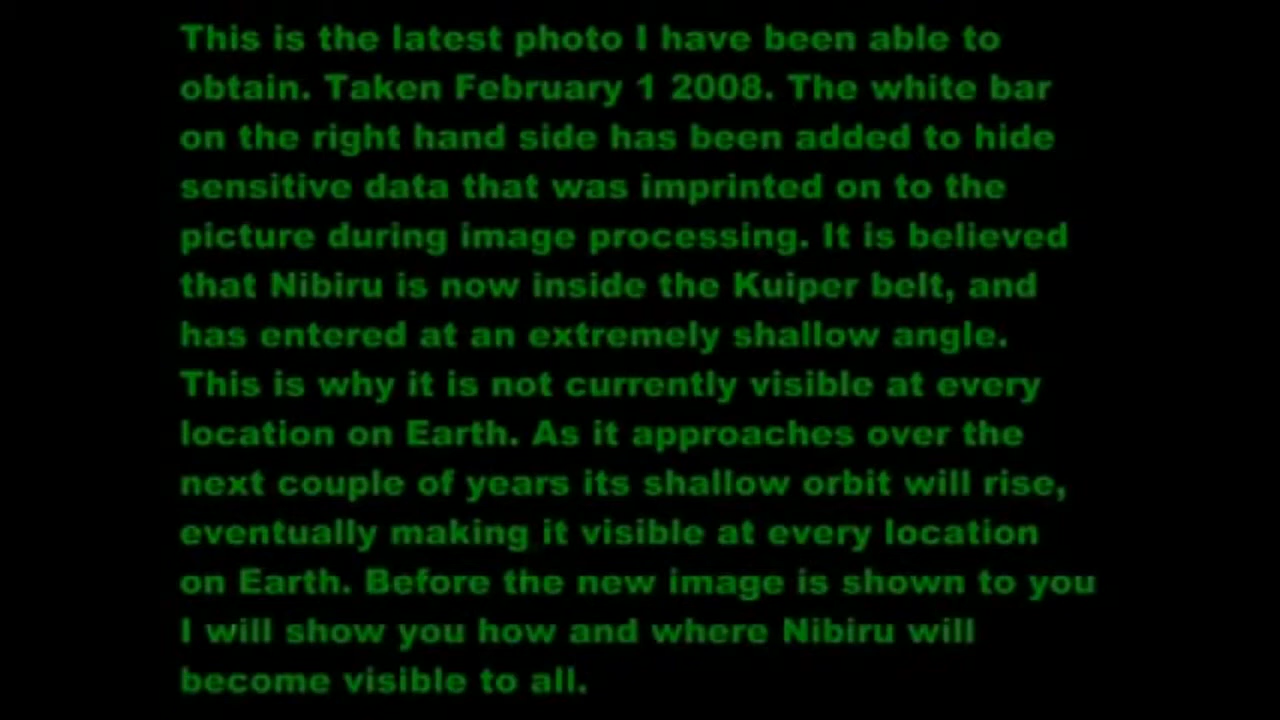 This is the latest photo I have been able to
obtain. Taken February 1 2008. The white bar
on the right hand side has been added to hide
sensitive data that was imprinted on to the
picture during image processing. It is believed
that Nibiru is now inside the Kuiper belt, and
has entered at an extremely shallow angle.
This is why it is not currently visible at every
location on Earth. As it approaches over the
next couple of years its shallow orbit will rise,
eventually making it visible at every location
on Earth. Before the new image is shown to you
I will show you how and where Nibiru will
become visible to all.